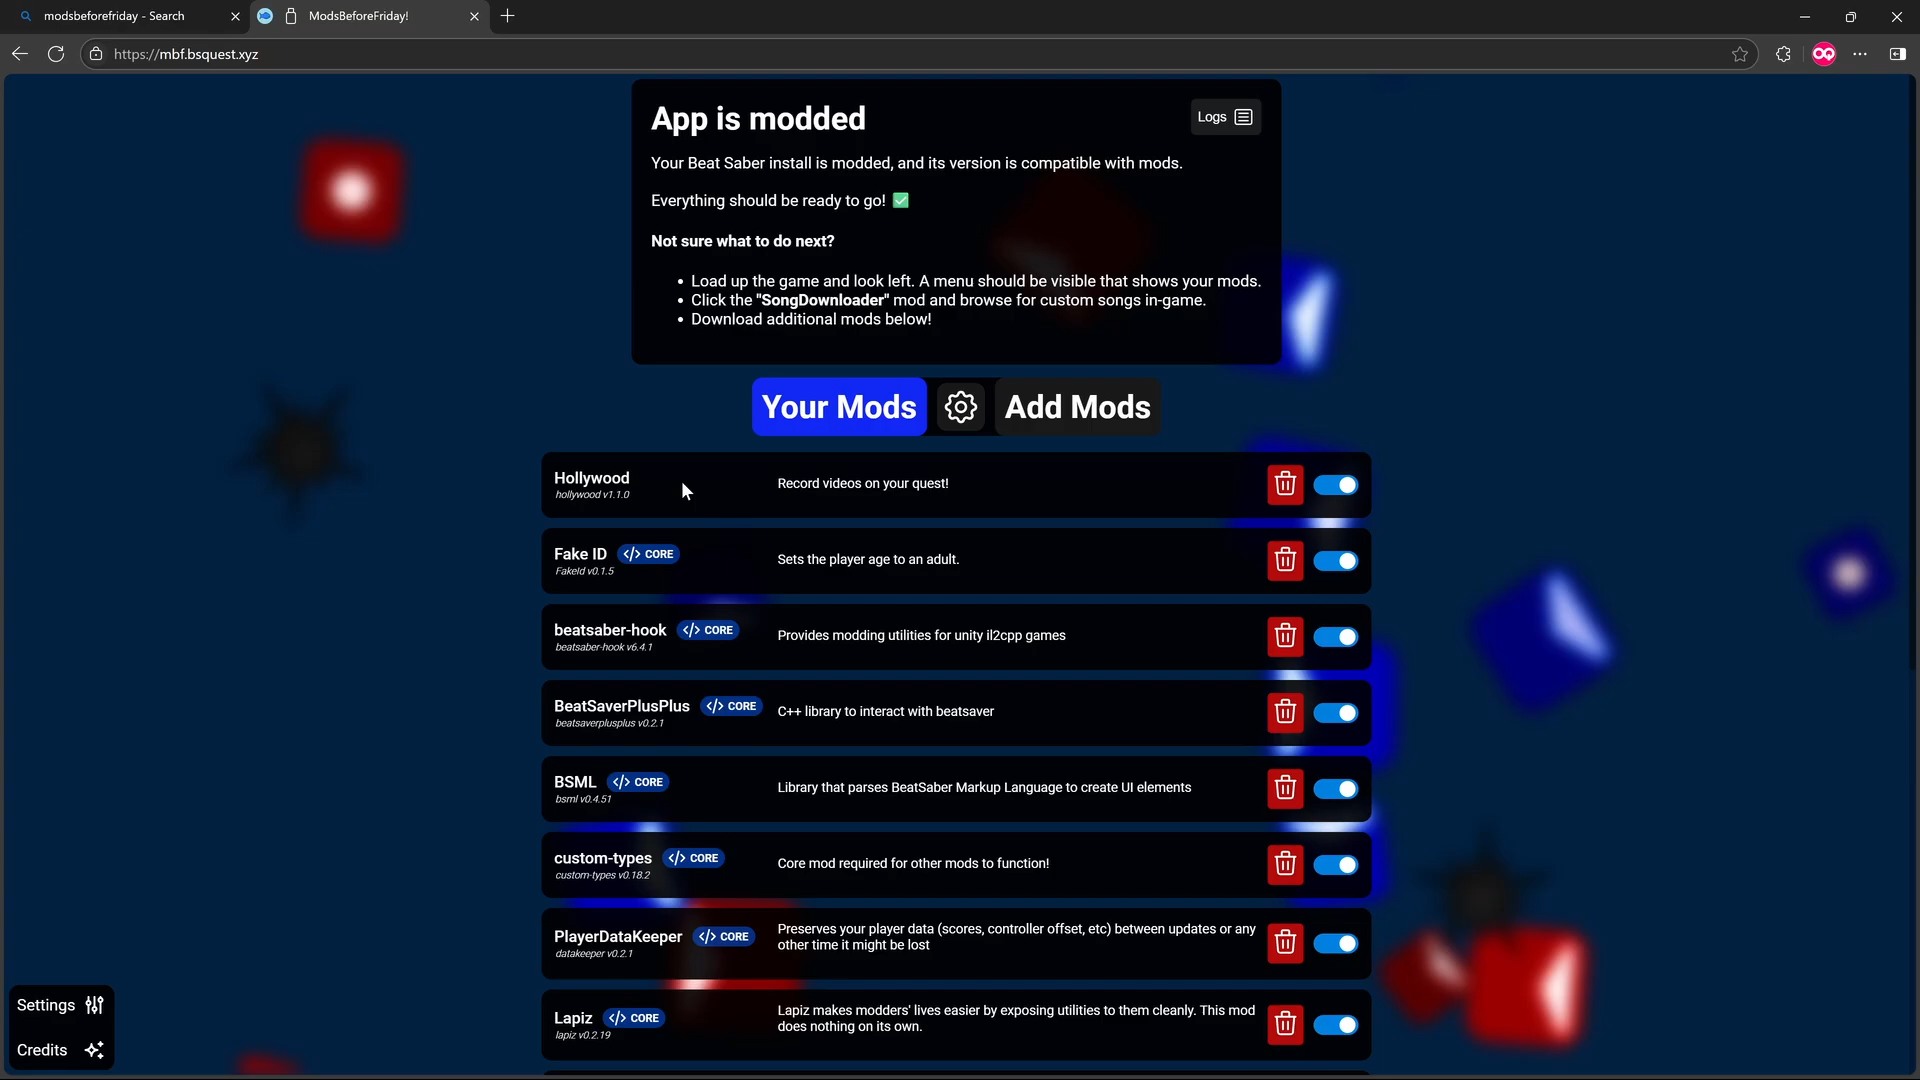 modsbeforefriday - Search
ModsBeforeFriday!
https://mbf.bsquest.xyz
App is modded
Logs
Your Beat Saber install is modded, and its version is compatible with mods.
Everything should be ready to go! ✅
Not sure what to do next?
• Load up the game and look left. A menu should be visible that shows your mods.
• Click the "SongDownloader" mod and browse for custom songs in-game.
• Download additional mods below!
Your Mods
Add Mods
Hollywood
hollywood v1.1.0
Record videos on your quest!
Fake ID </> CORE
FakeId v0.1.5
Sets the player age to an adult.
beatsaber-hook </> CORE
beatsaber-hook v6.4.1
Provides modding utilities for unity il2cpp games
BeatSaverPlusPlus </> CORE
beatsaverplusplus v0.2.1
C++ library to interact with beatsaver
BSML </> CORE
bsml v0.4.51
Library that parses BeatSaber Markup Language to create UI elements
custom-types </> CORE
custom-types v0.18.2
Core mod required for other mods to function!
PlayerDataKeeper </> CORE
datakeeper v0.2.1
Preserves your player data (scores, controller offset, etc) between updates or any
other time it might be lost
Lapiz </> CORE
lapiz v0.2.19
Lapiz makes modders' lives easier by exposing utilities to them cleanly. This mod
does nothing on its own.
Settings
Credits